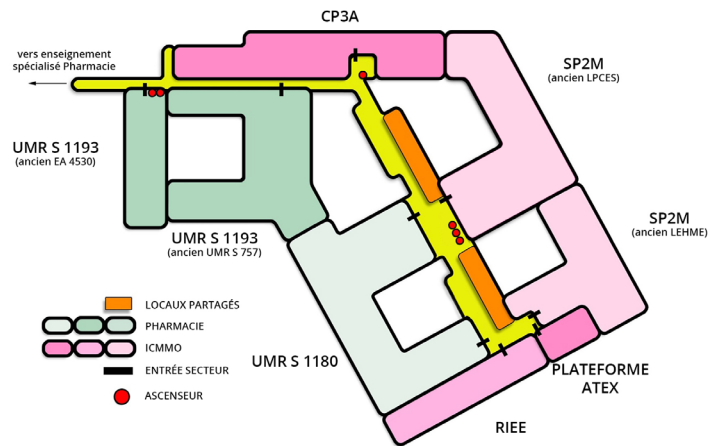 CP3A
vers enseignement
spécialisé Pharmacie
SP2M
(ancien LPCES)
UMR S 1193
(ancien EA 4530)
UMR S 1193
(ancien UMR S 757)
SP2M
(ancien LEHME)
LOCAUX PARTAGÉS
PHARMACIE
ICMMO
ENTRÉE SECTEUR
ASCENSEUR
UMR S 1180
PLATEFORME
ATEX
RIEE